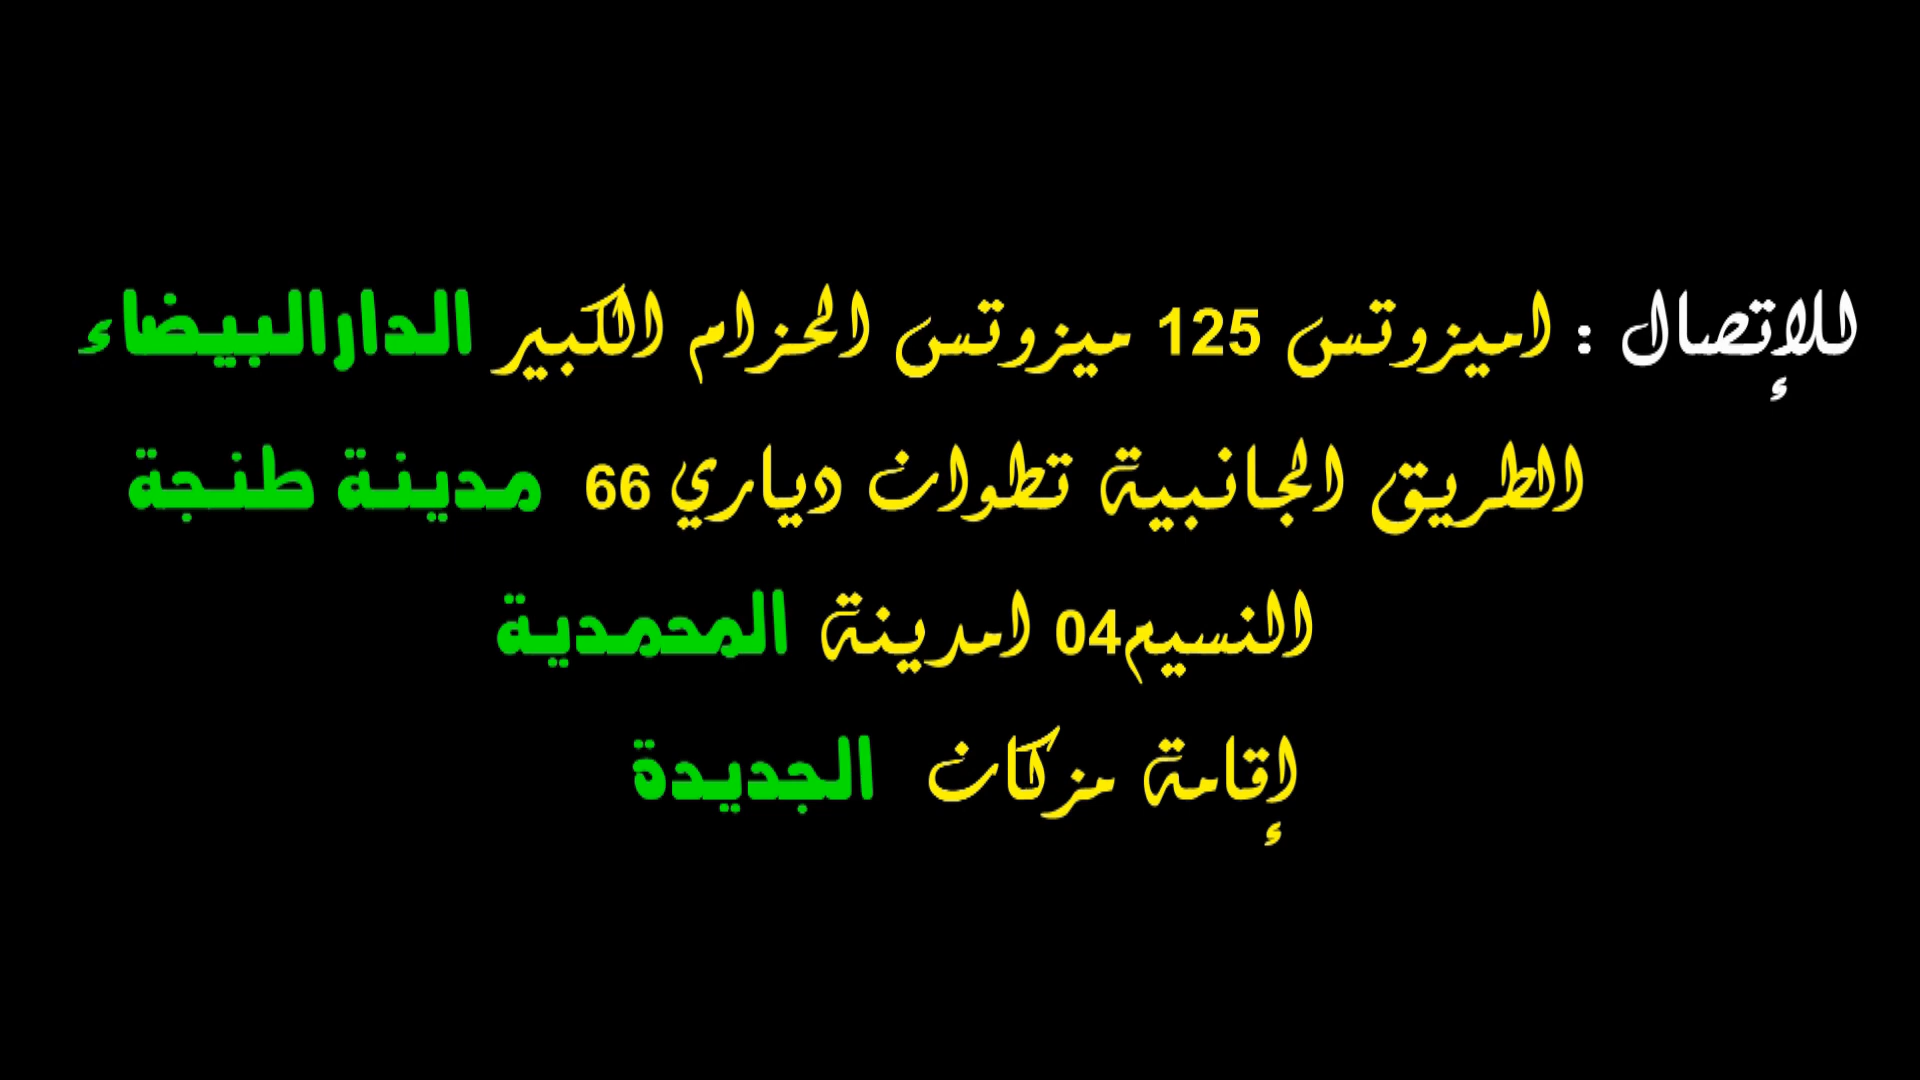 للإتصال : اميزوتس 125 ميزوتس الحزام الكبير الدارالبيضاء
الطريق الجانبية تطوان دياري 66 مدينة طنجة
النسيم04 امدينة المحمدية
إقامة مزكان الجديدة